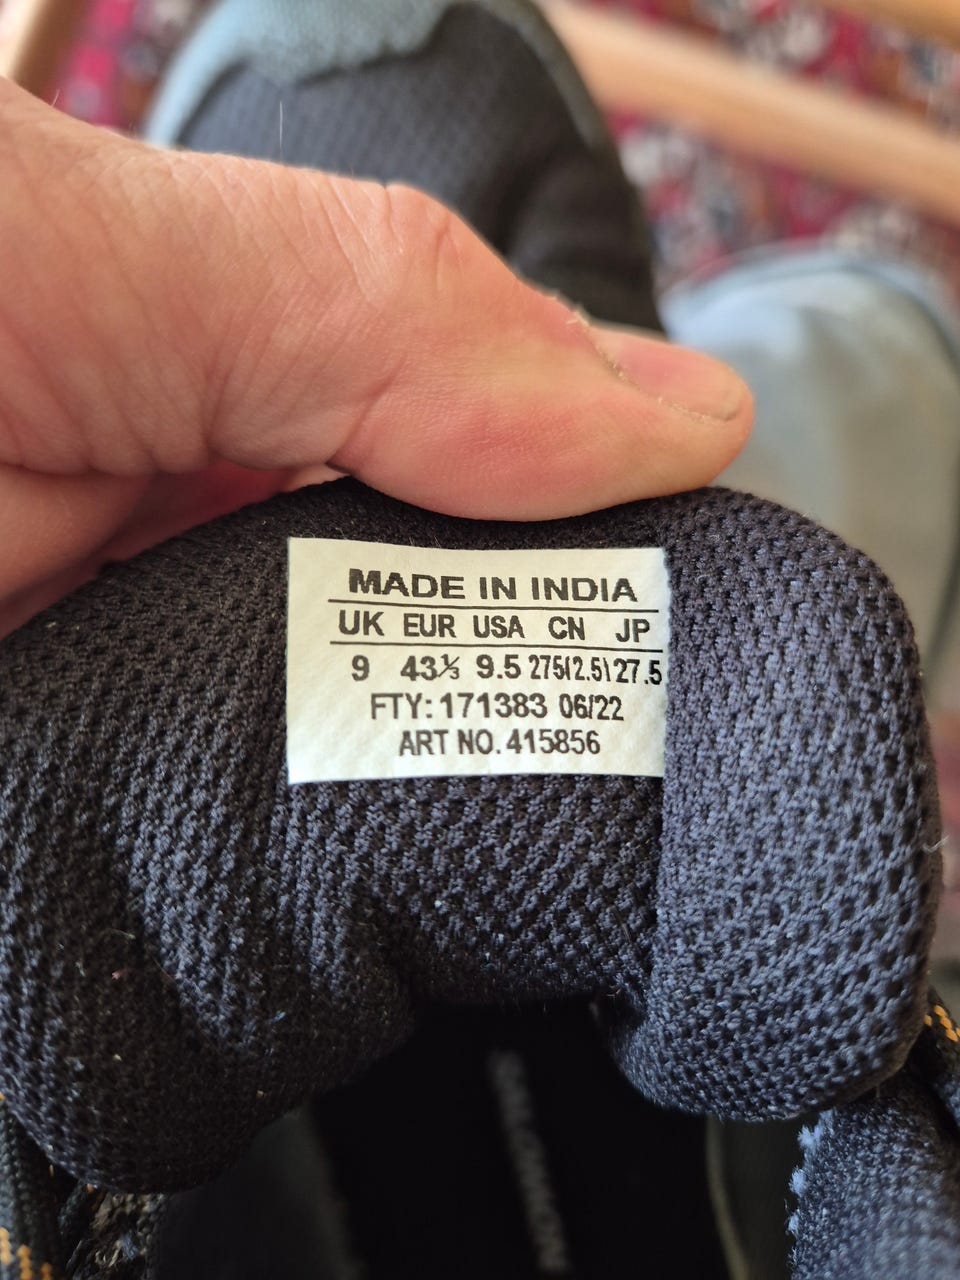 MADE IN INDIA
UK EUR USA CN JP
9 43⅓ 9.5 275(2.5) 27.5
FTY: 171383 06/22
ART NO. 415856
SALOMON